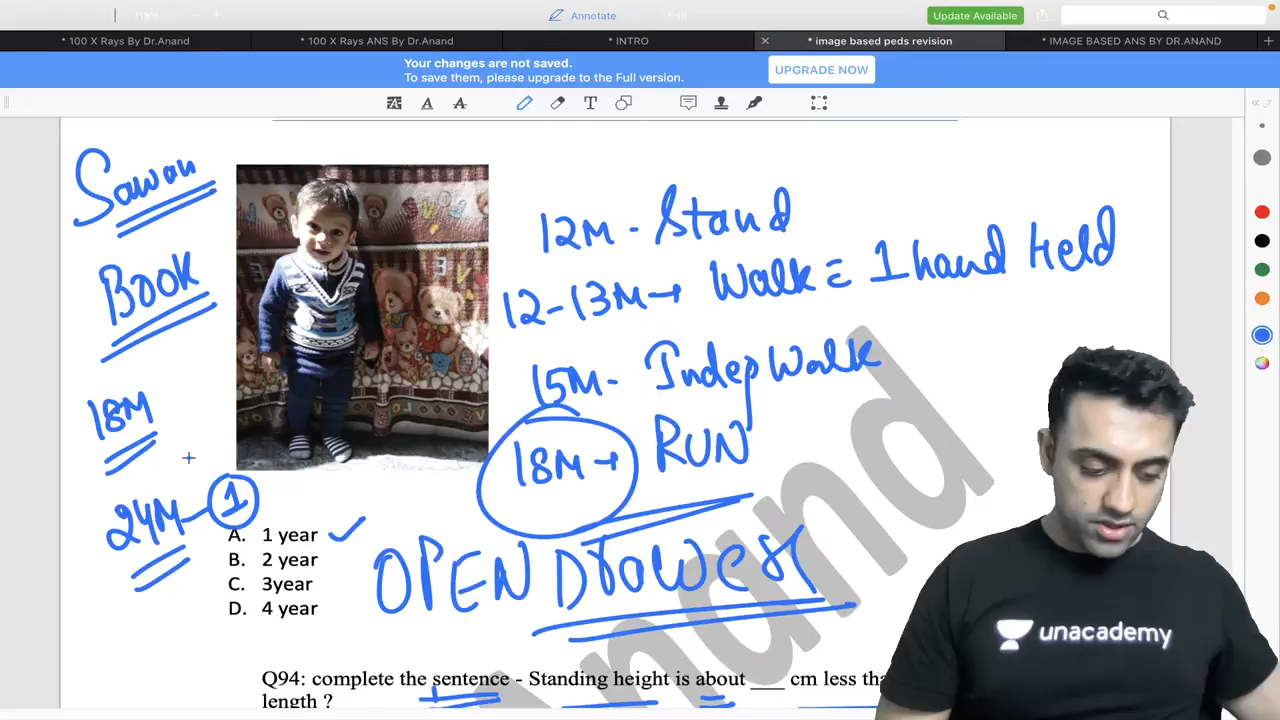 Annotate
Update Available
* 100 X Rays By Dr.Anand
* 100 X Rays ANS By Dr.Anand
* INTRO
* image based peds revision
* IMAGE BASED ANS BY DR.ANAND
Your changes are not saved.
To save them, please upgrade to the Full version.
UPGRADE NOW
Sawan
Book
18M
24M - 1
12M - Stand
12-13M → Walk = 1 hand Held
15M - Indep Walk
18M → RUN
OPEN Drawer
A. 1 year
B. 2 year
C. 3year
D. 4 year
Anand
unacademy
Q94: complete the sentence - Standing height is about ___ cm less
length ?